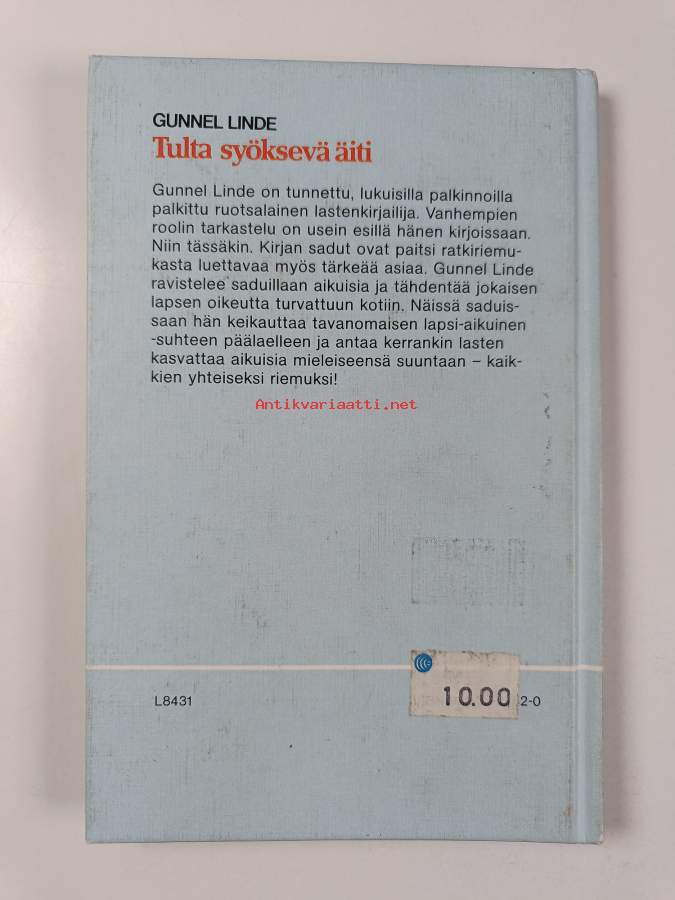 GUNNEL LINDE
Tulta syöksevä äiti
Gunnel Linde on tunnettu, lukuisilla palkinnoilla
palkittu ruotsalainen lastenkirjailija. Vanhempien
roolin tarkastelu on usein esillä hänen kirjoissaan.
Niin tässäkin. Kirjan sadut ovat paitsi ratkiriemu-
kasta luettavaa myös tärkeää asiaa. Gunnel Linde
ravistelee saduillaan aikuisia ja tähdentää jokaisen
lapsen oikeutta turvattuun kotiin. Näissä saduis-
saan hän keikauttaa tavanomaisen lapsi-aikuinen
-suhteen päälaelleen ja antaa kerrankin lasten
kasvattaa aikuisia mieleiseensä suuntaan – kaik-
kien yhteiseksi riemuksi!
Antikvariaatti.net
L8431
10.00
2-0